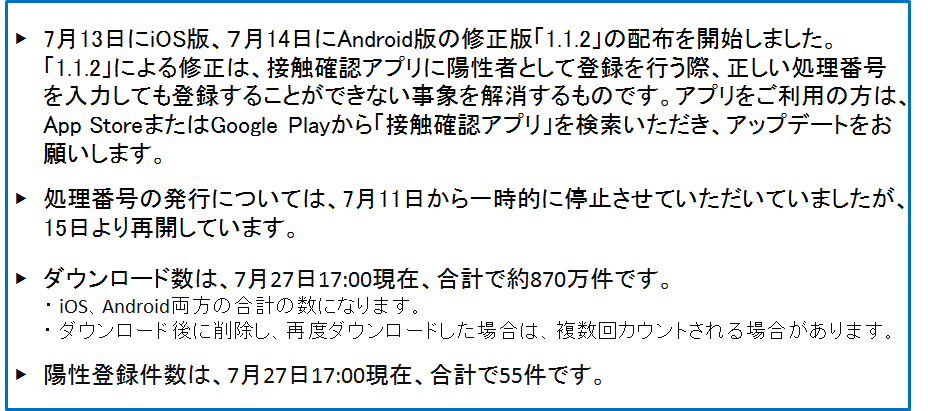 ▶ 7月13日にiOS版、7月14日にAndroid版の修正版「1.1.2」の配布を開始しました。
「1.1.2」による修正は、接触確認アプリに陽性者として登録を行う際、正しい処理番号
を入力しても登録することができない事象を解消するものです。アプリをご利用の方は、
App StoreまたはGoogle Playから「接触確認アプリ」を検索いただき、アップデートをお
願いします。
▶ 処理番号の発行については、7月11日から一時的に停止させていただいていましたが、
15日より再開しています。
▶ ダウンロード数は、7月27日17:00現在、合計で約870万件です。
・iOS、Android両方の合計の数になります。
・ダウンロード後に削除し、再度ダウンロードした場合は、複数回カウントされる場合があります。
▶ 陽性登録件数は、7月27日17:00現在、合計で55件です。